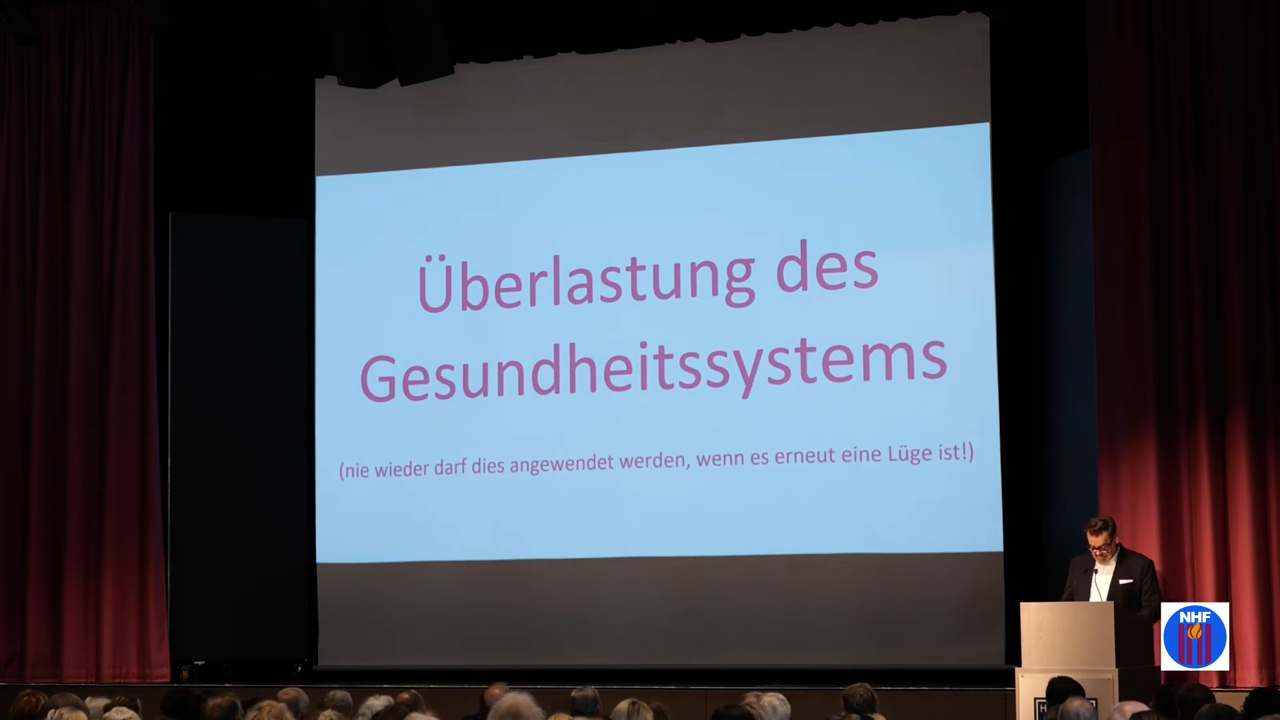 Überlastung des
Gesundheitssystems
(nie wieder darf dies angewendet werden, wenn es erneut eine Lüge ist!)
NHF
H